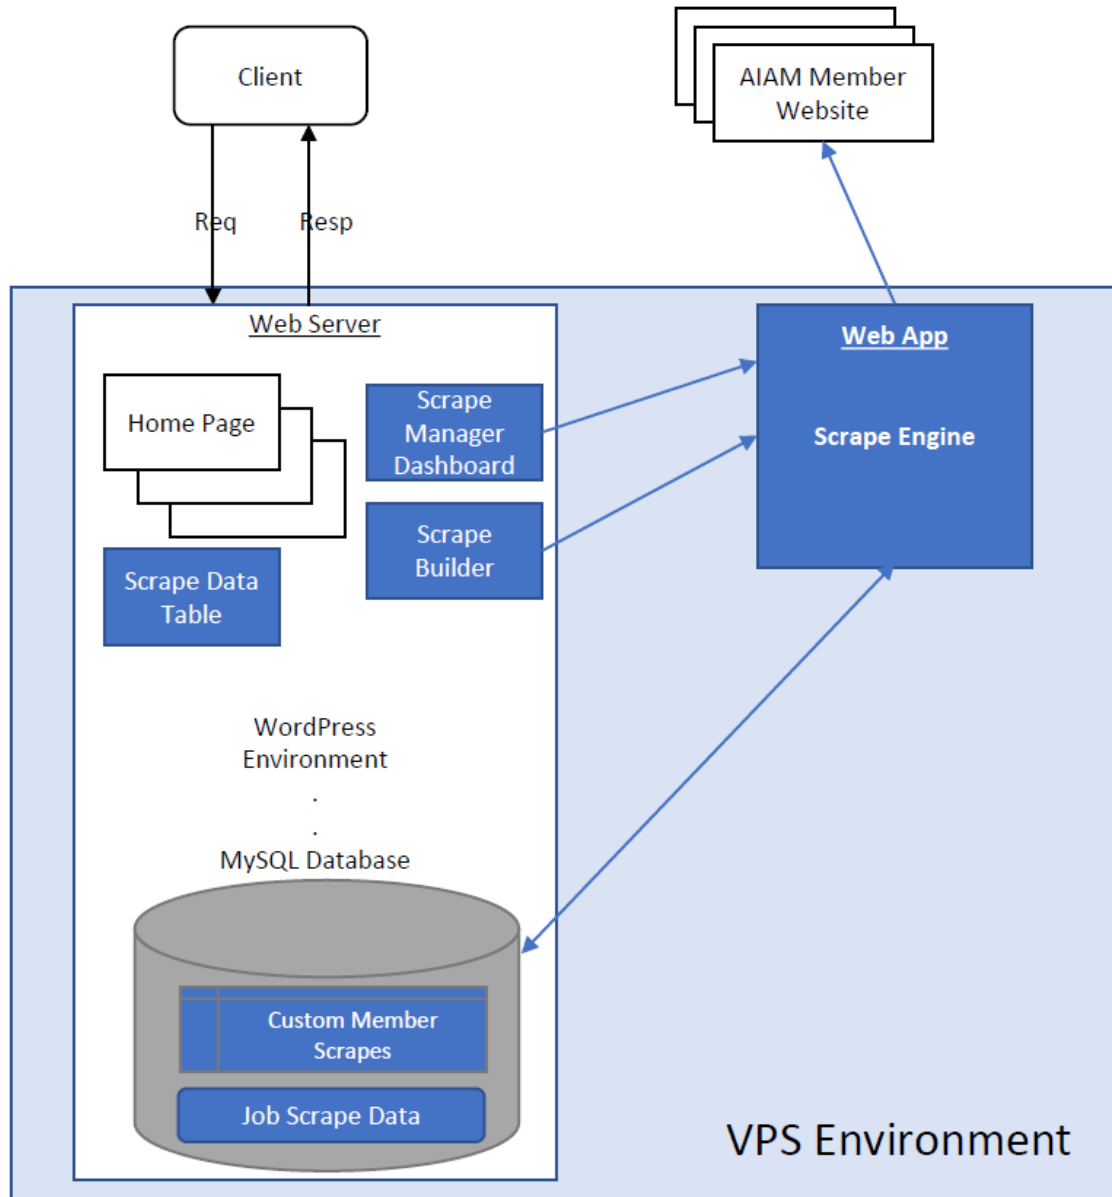 Client
AIAM Member
Website
Req
Resp
Web Server
Home Page
Scrape
Manager
Dashboard
Scrape
Builder
Scrape Data
Table
Web App
Scrape Engine
WordPress
Environment
.
.
MySQL Database
Custom Member
Scrapes
Job Scrape Data
VPS Environment